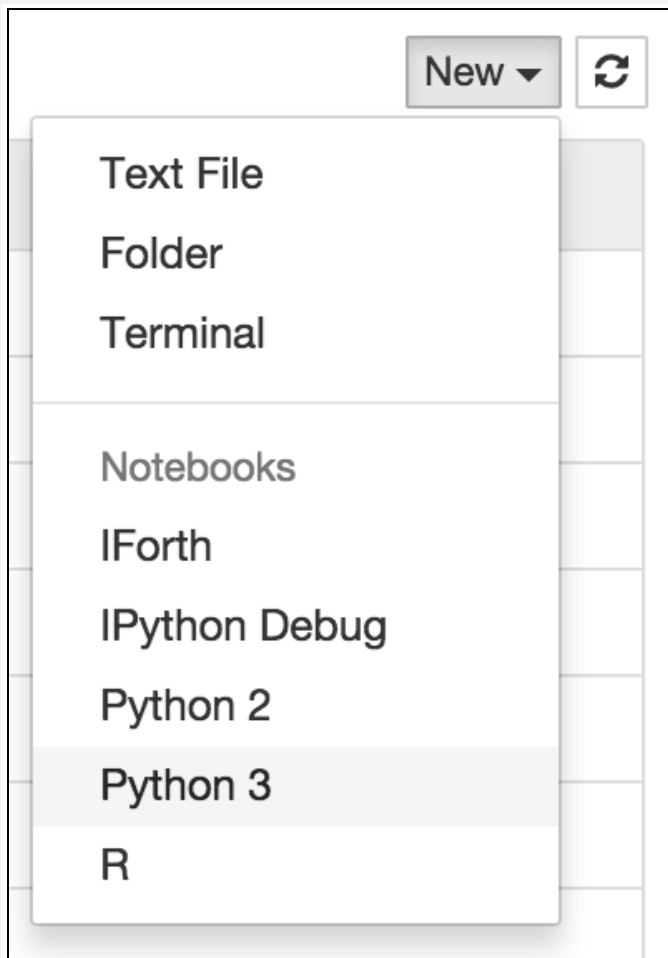 New
Text File
Folder
Terminal
Notebooks
IForth
IPython Debug
Python 2
Python 3
R